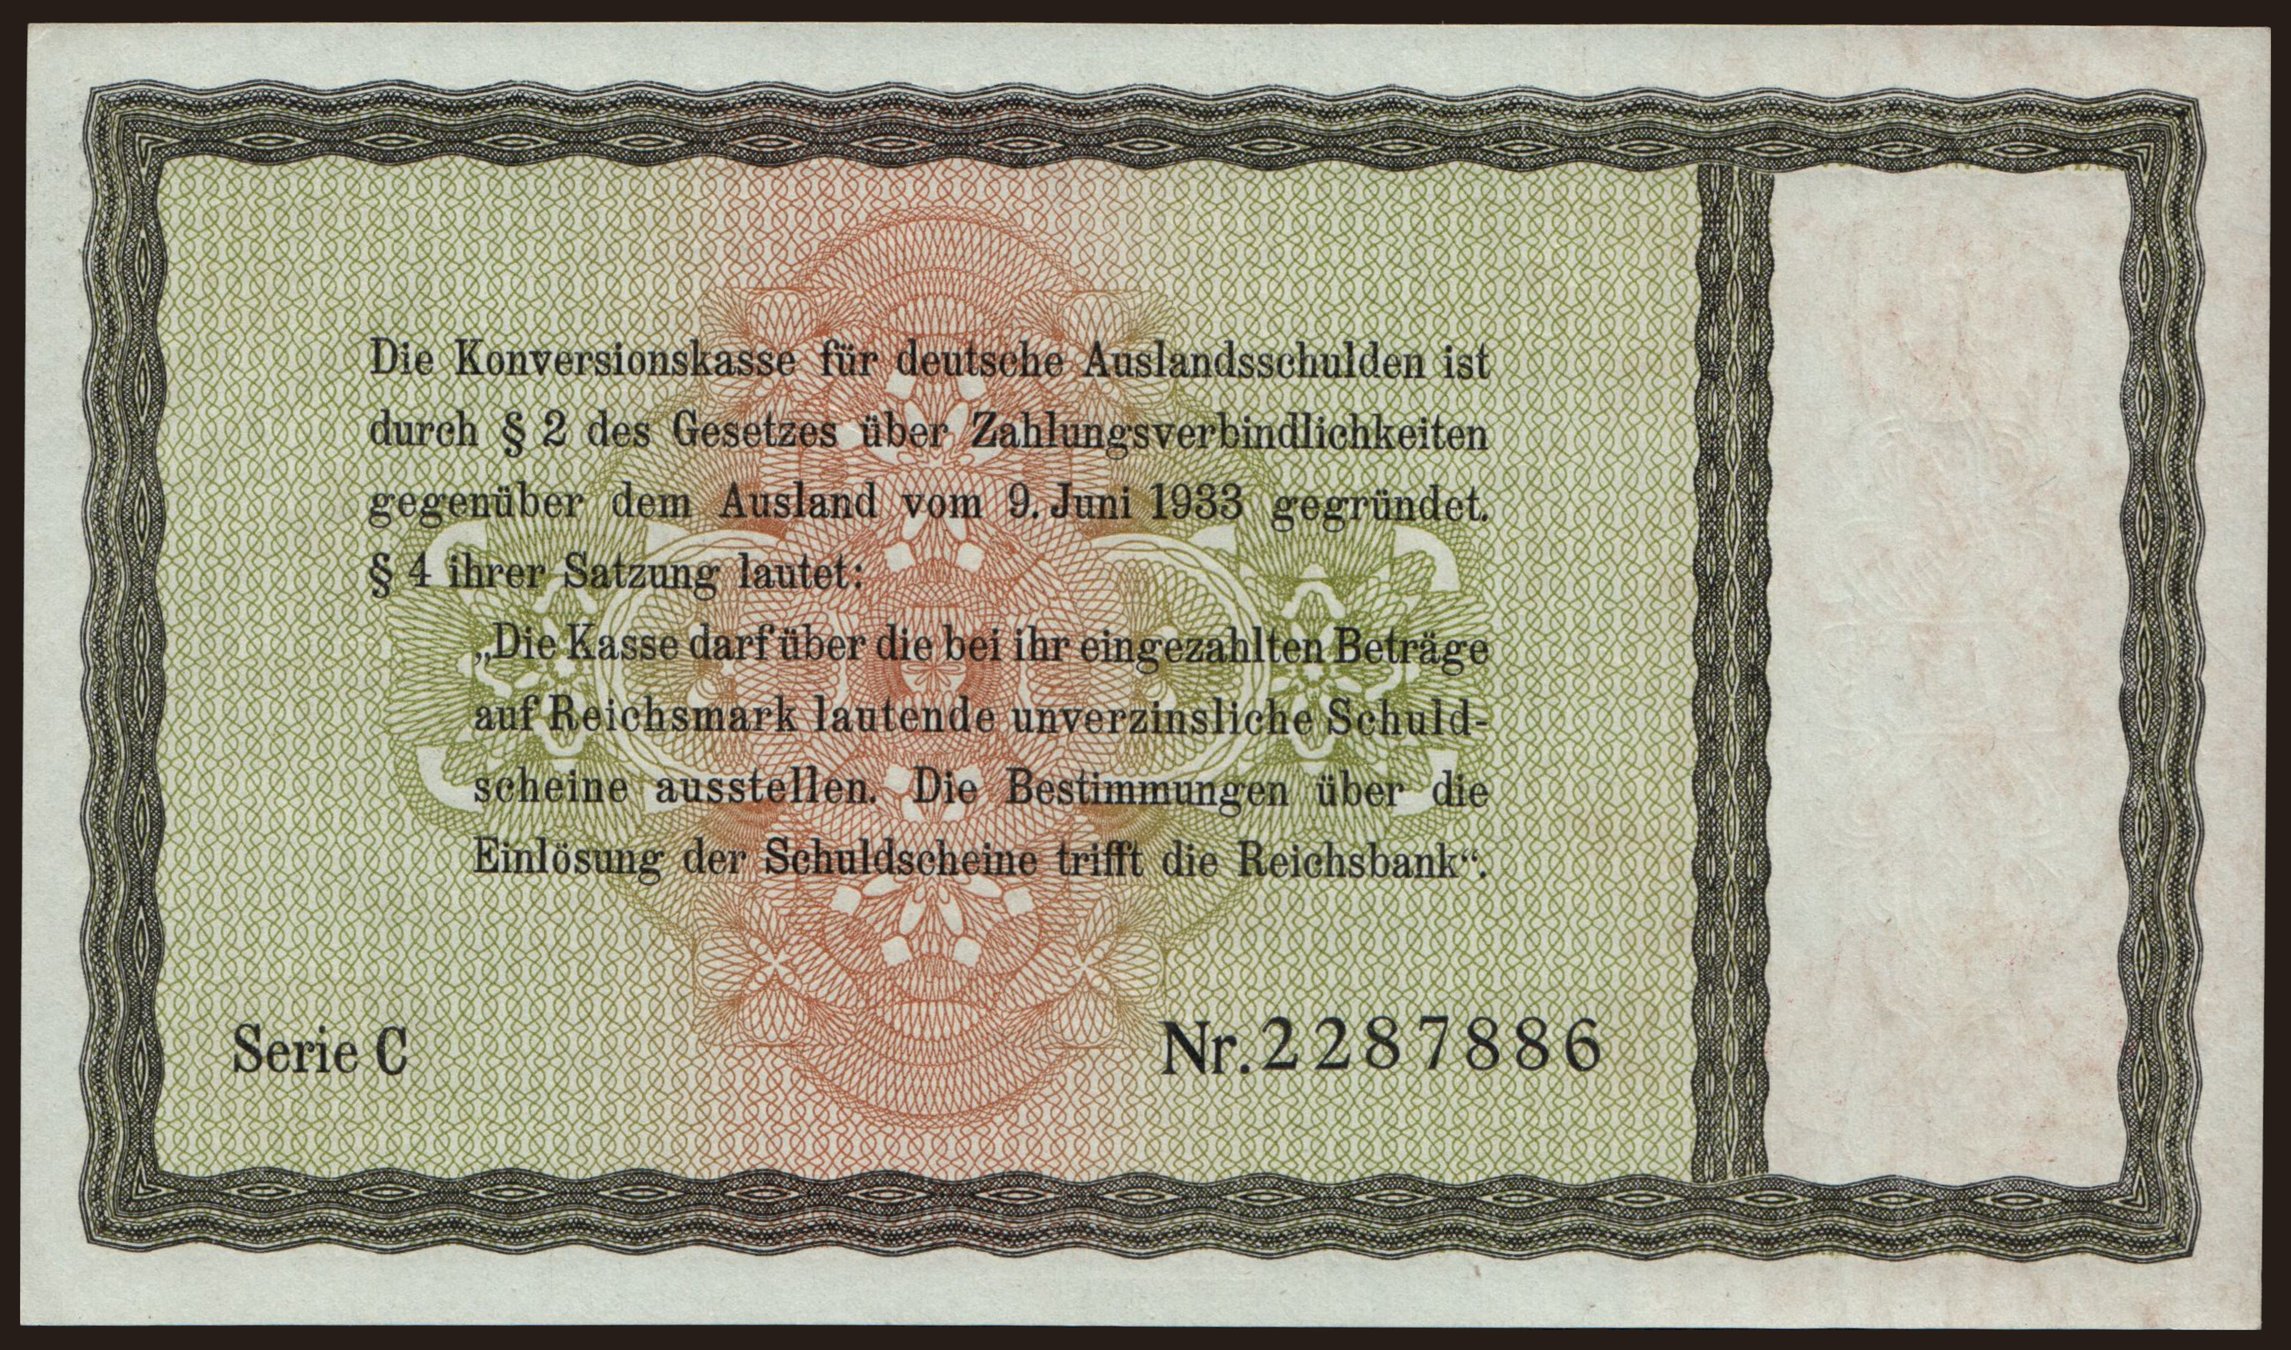 Die Konversionskasse für deutsche Auslandsschulden ist
durch § 2 des Gesetzes über Zahlungsverbindlichkeiten
gegenüber dem Ausland vom 9. Juni 1933 gegründet.
§ 4 ihrer Satzung lautet:
„Die Kasse darf über die bei ihr eingezahlten Beträge
auf Reichsmark lautende unverzinsliche Schuld-
scheine ausstellen. Die Bestimmungen über die
Einlösung der Schuldscheine trifft die Reichsbank“.
Serie C
Nr. 2287886